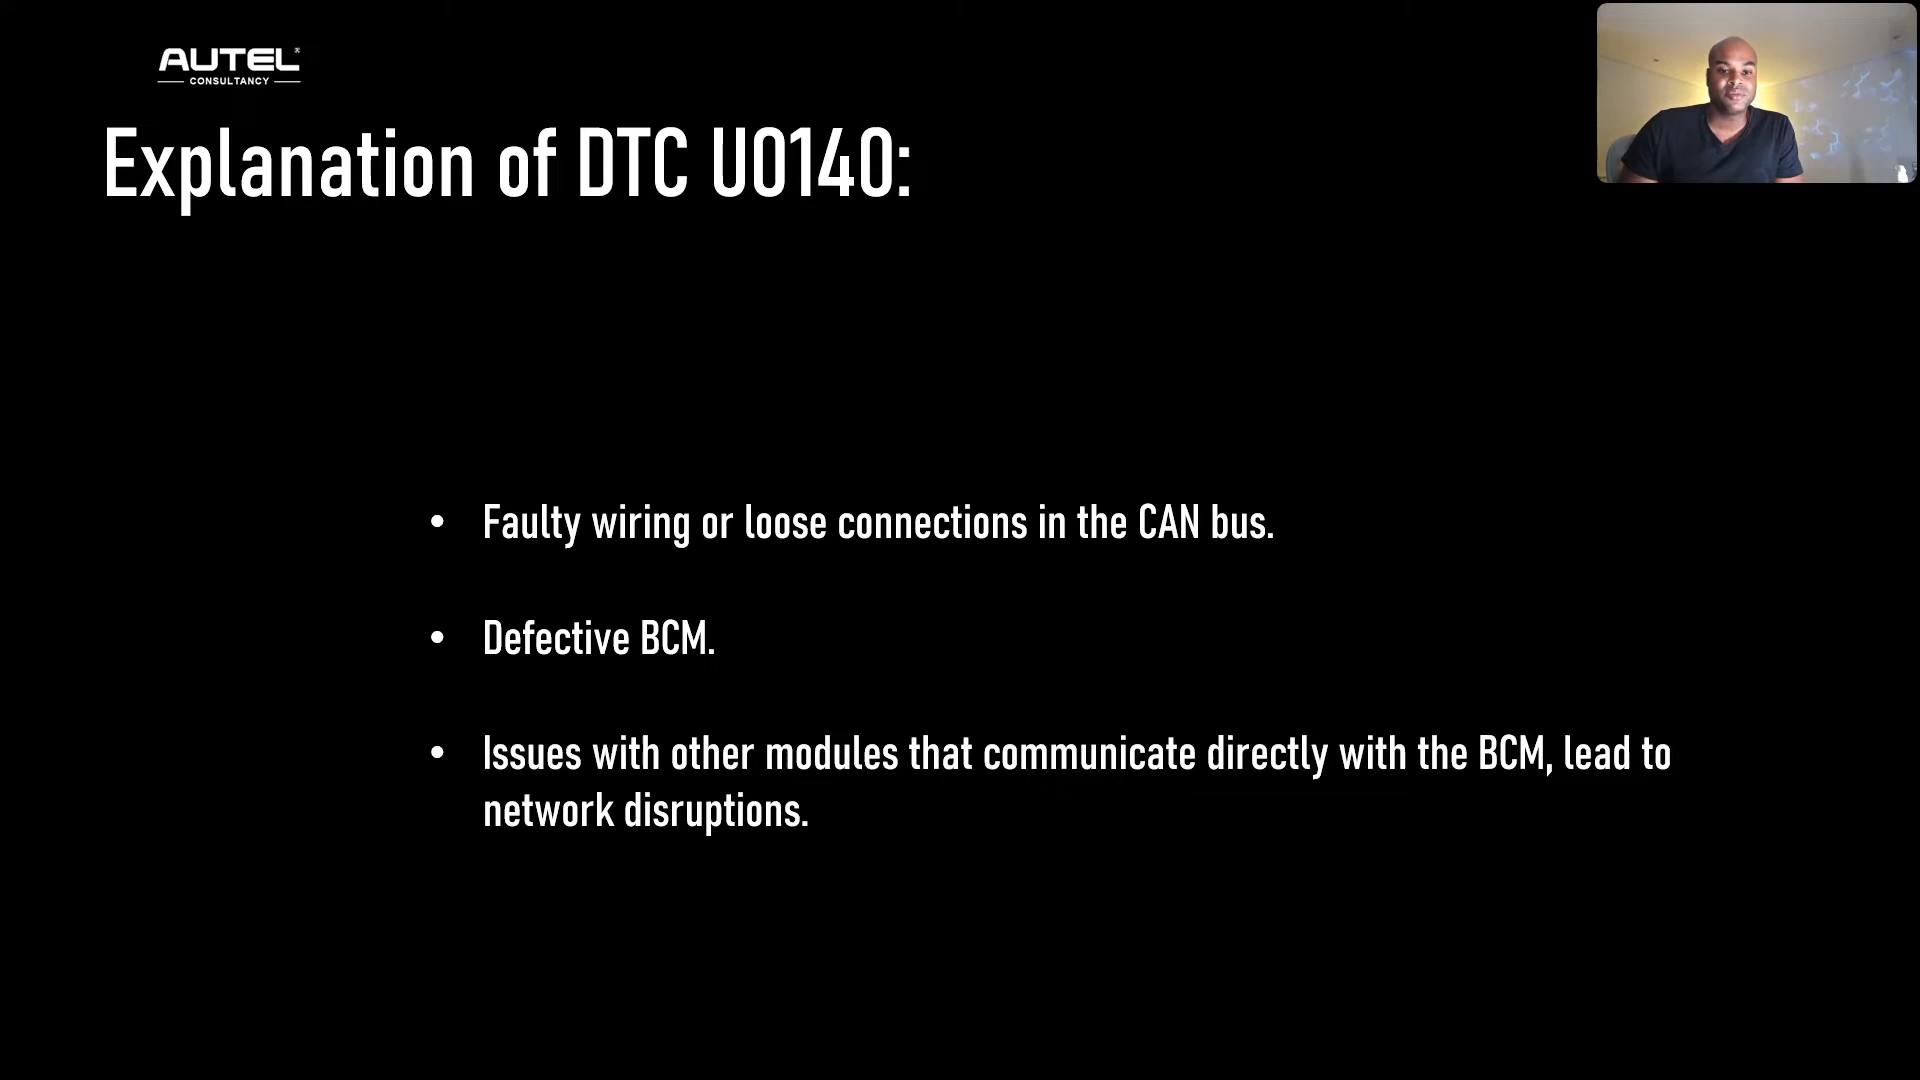 AUTEL®
CONSULTANCY
Explanation of DTC U0140:
• Faulty wiring or loose connections in the CAN bus.
• Defective BCM.
• Issues with other modules that communicate directly with the BCM, lead to
network disruptions.